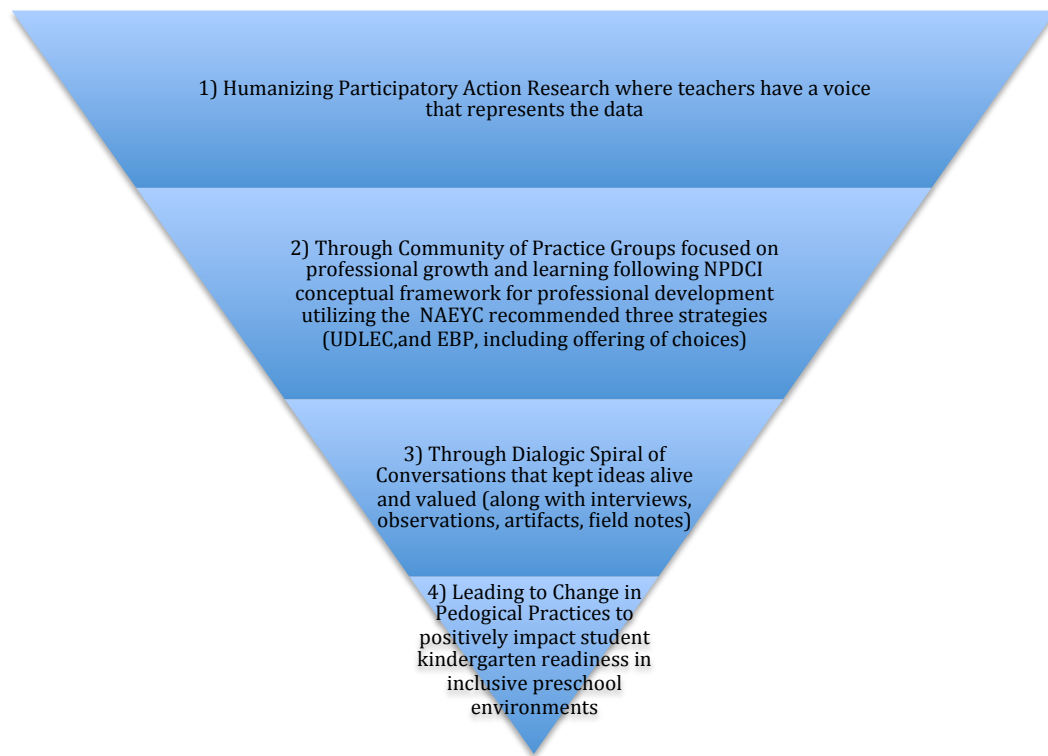 1) Humanizing Participatory Action Research where teachers have a voice
that represents the data
2) Through Community of Practice Groups focused on
professional growth and learning following NPDCI
conceptual framework for professional development
utilizing the NAEYC recommended three strategies
(UDLEC,and EBP, including offering of choices)
3) Through Dialogic Spiral of
Conversations that kept ideas alive
and valued (along with interviews,
observations, artifacts, field notes)
4) Leading to Change in
Pedogical Practices to
positively impact student
kindergarten readiness in
inclusive preschool
environments